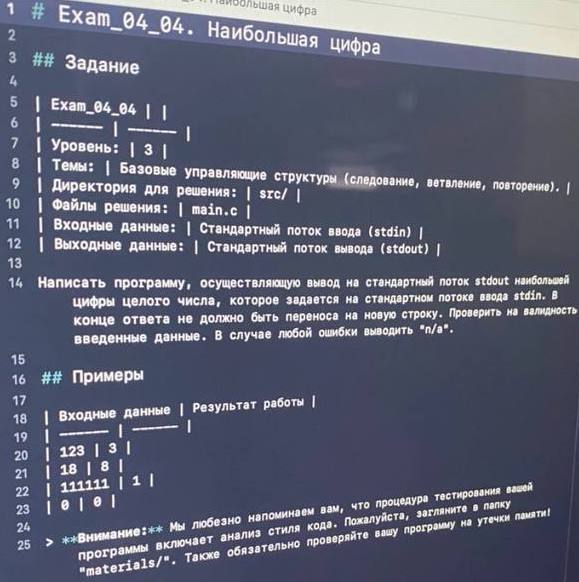 Наибольшая цифра
1 # Exam_04_04. Наибольшая цифра
2
3 ## Задание
4
5 | Exam_04_04 | |
6 | —————— | —————— |
7 | Уровень: | 3 |
8 | Темы: | Базовые управляющие структуры (следование, ветвление, повторение). |
9 | Директория для решения: | src/ |
10 | Файлы решения: | main.c |
11 | Входные данные: | Стандартный поток ввода (stdin) |
12 | Выходные данные: | Стандартный поток вывода (stdout) |
13
14 Написать программу, осуществляющую вывод на стандартный поток stdout наибольшей
цифры целого числа, которое задается на стандартном потоке ввода stdin. В
конце ответа не должно быть переноса на новую строку. Проверить на валидность
введенные данные. В случае любой ошибки выводить "n/a".
15
16 ## Примеры
17
18 | Входные данные | Результат работы |
19 | —————— | —————— |
20 | 123 | 3 |
21 | 18 | 8 |
22 | 111111 | 1 |
23 | 0 | 0 |
24
25 > **Внимание:** Мы любезно напоминаем вам, что процедура тестирования вашей
программы включает анализ стиля кода. Пожалуйста, загляните в папку
"materials/". Также обязательно проверяйте вашу программу на утечки памяти!